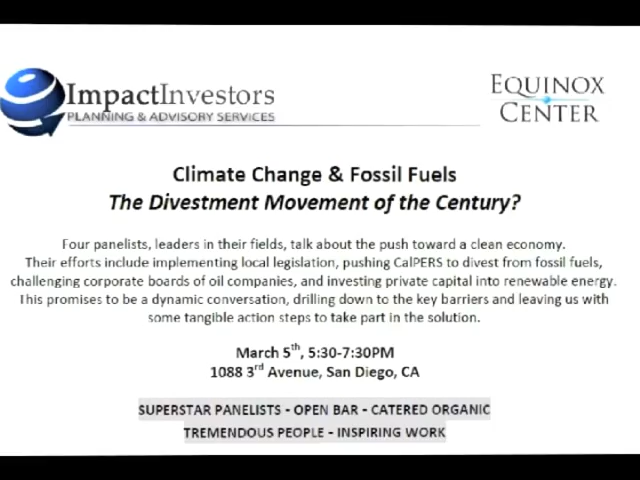 ImpactInvestors
PLANNING & ADVISORY SERVICES
EQUINOX
CENTER
Climate Change & Fossil Fuels
The Divestment Movement of the Century?
Four panelists, leaders in their fields, talk about the push toward a clean economy.
Their efforts include implementing local legislation, pushing CalPERS to divest from fossil fuels,
challenging corporate boards of oil companies, and investing private capital into renewable energy.
This promises to be a dynamic conversation, drilling down to the key barriers and leaving us with
some tangible action steps to take part in the solution.
March 5th, 5:30-7:30PM
1088 3rd Avenue, San Diego, CA
SUPERSTAR PANELISTS - OPEN BAR - CATERED ORGANIC
TREMENDOUS PEOPLE - INSPIRING WORK